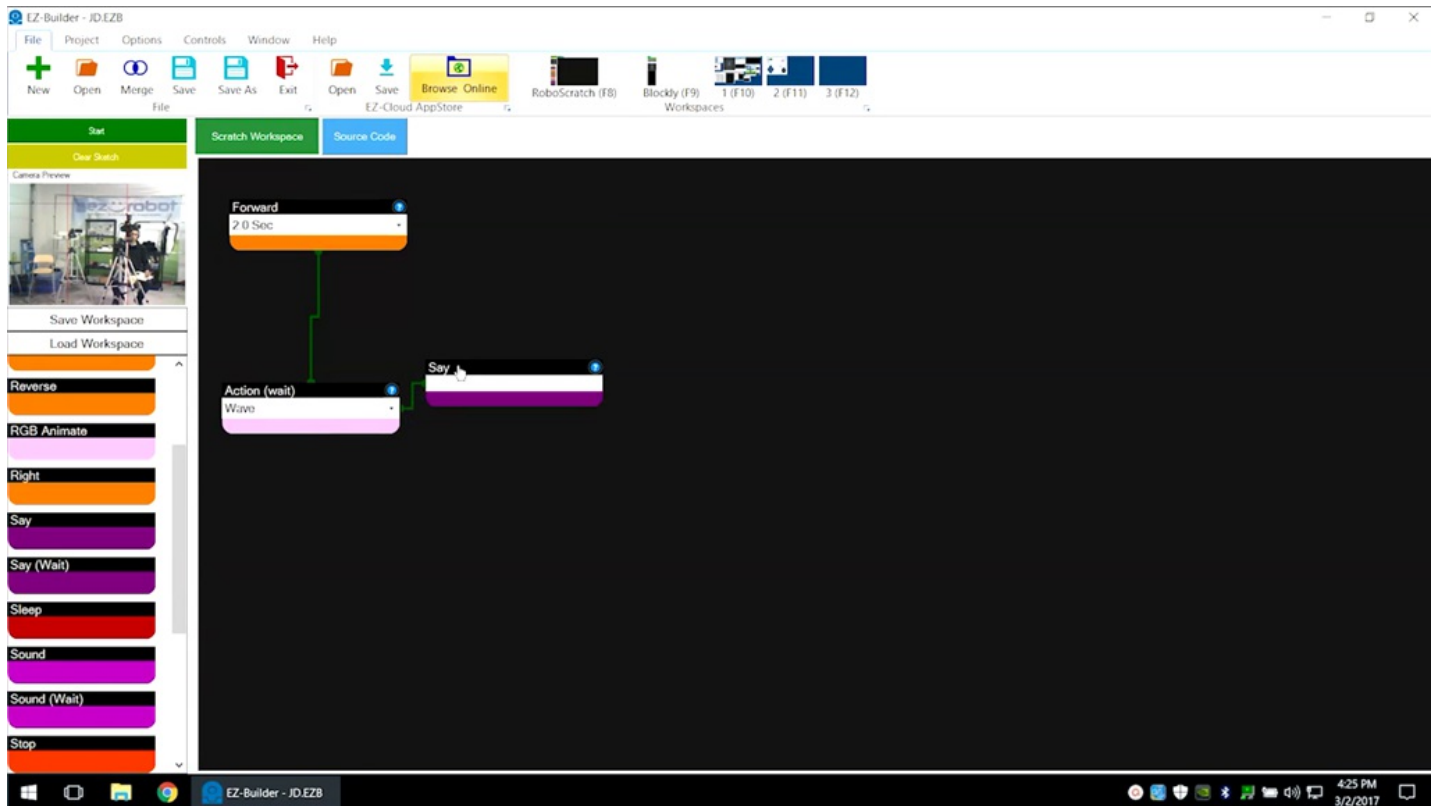 EZ-Builder - JD.EZB
File Project Options Controls Window Help
New Open Merge Save Save As Exit Open Save Browse Online RoboScratch (F8) Blockly (F9) 1 (F10) 2 (F11) 3 (F12)
File EZ-Cloud AppStore Workspaces
Start
Clear Sketch
Scratch Workspace Source Code
Camera Preview
ez robot
Forward
2.0 Sec
Save Workspace
Load Workspace
Say
Action (wait)
Wave
Reverse
RGB Animate
Right
Say
Say (Wait)
Sleep
Sound
Sound (Wait)
Stop
EZ-Builder - JD.EZB
4:25 PM
3/2/2017